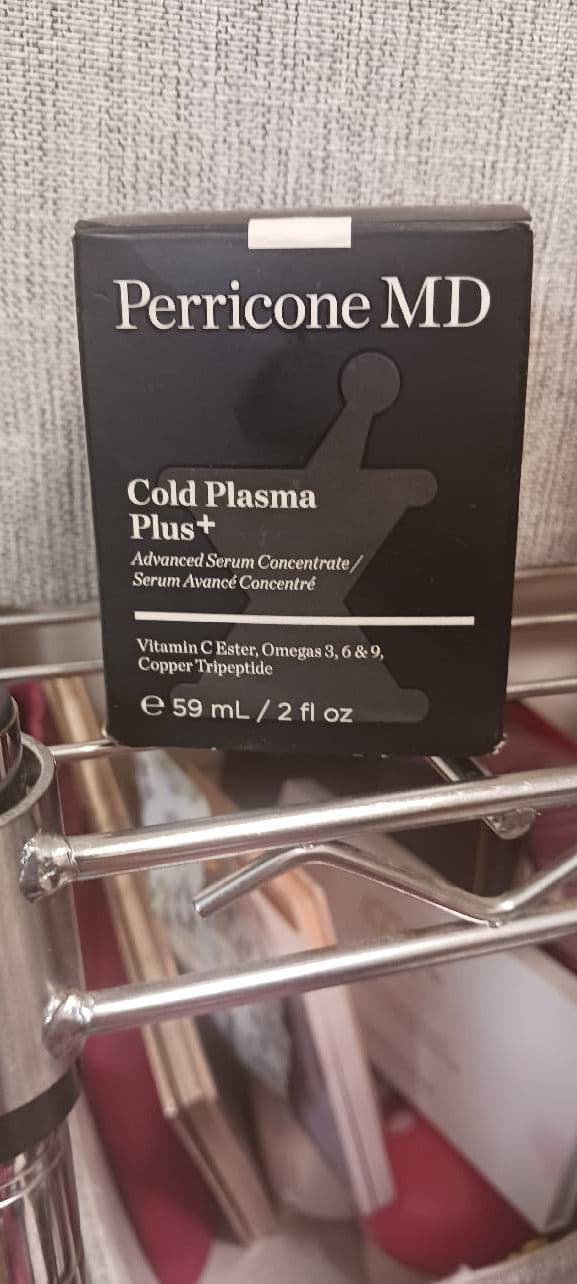 Perricone MD
Cold Plasma
Plus+
Advanced Serum Concentrate /
Serum Avancé Concentré
Vitamin C Ester, Omegas 3, 6 & 9,
Copper Tripeptide
℮ 59 mL / 2 fl oz